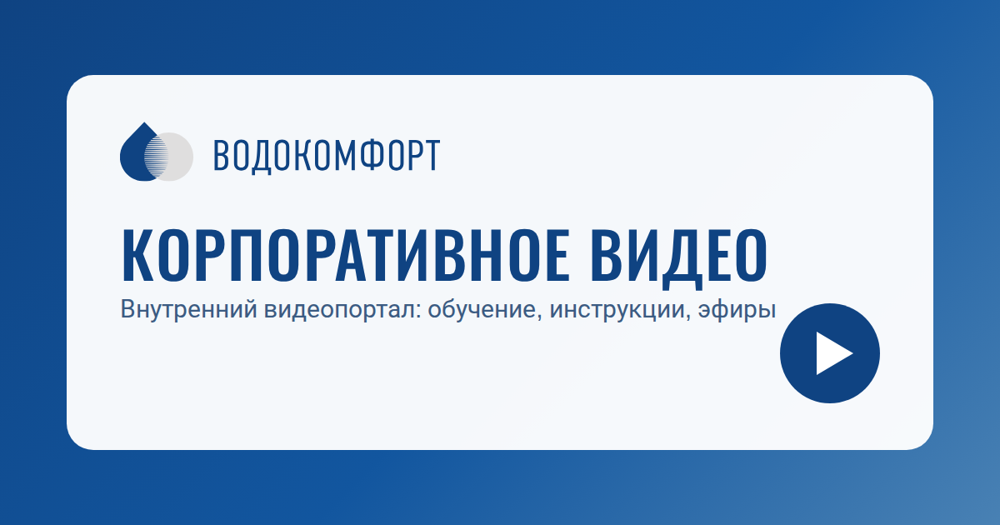 ВОДОКОМФОРТ
КОРПОРАТИВНОЕ ВИДЕО
Внутренний видеопортал: обучение, инструкции, эфиры